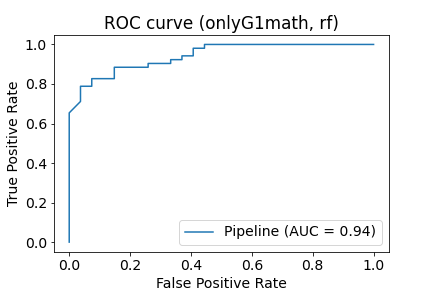 ROC curve (onlyG1math, rf)
True Positive Rate
1.0
0.8
0.6
0.4
0.2
0.0
Pipeline (AUC = 0.94)
0.0 0.2 0.4 0.6 0.8 1.0
False Positive Rate